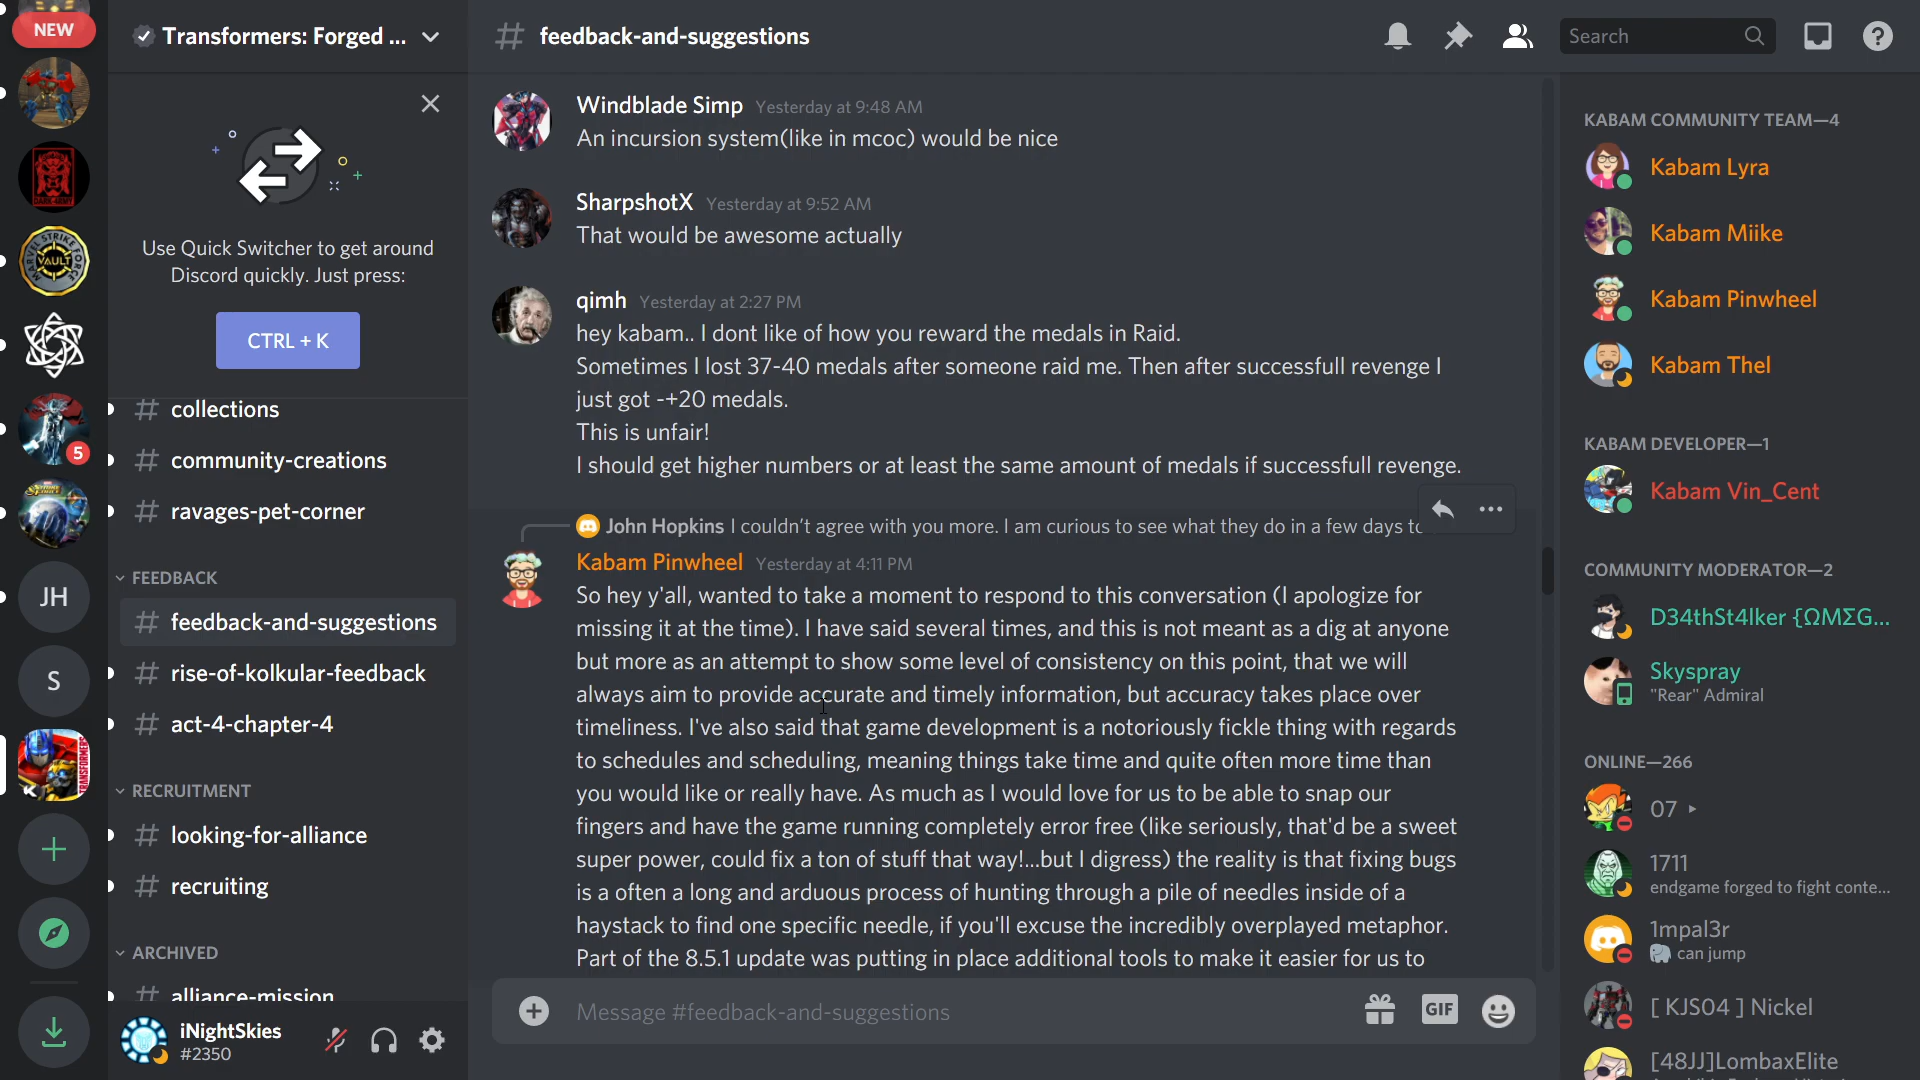 NEW
Transformers: Forged ...
feedback-and-suggestions
Search
Use Quick Switcher to get around
Discord quickly. Just press:
CTRL + K
collections
community-creations
ravages-pet-corner
FEEDBACK
feedback-and-suggestions
rise-of-kolkular-feedback
act-4-chapter-4
RECRUITMENT
looking-for-alliance
recruiting
ARCHIVED
alliance-mission
VAULT
5
JH
S
iNightSkies
#2350
Windblade Simp Yesterday at 9:48 AM
An incursion system(like in mcoc) would be nice
SharpshotX Yesterday at 9:52 AM
That would be awesome actually
qimh Yesterday at 2:27 PM
hey kabam.. I dont like of how you reward the medals in Raid.
Sometimes I lost 37-40 medals after someone raid me. Then after successfull revenge I
just got -+20 medals.
This is unfair!
I should get higher numbers or at least the same amount of medals if successfull revenge.
John Hopkins I couldn't agree with you more. I am curious to see what they do in a few days to
Kabam Pinwheel Yesterday at 4:11 PM
So hey y'all, wanted to take a moment to respond to this conversation (I apologize for
missing it at the time). I have said several times, and this is not meant as a dig at anyone
but more as an attempt to show some level of consistency on this point, that we will
always aim to provide accurate and timely information, but accuracy takes place over
timeliness. I've also said that game development is a notoriously fickle thing with regards
to schedules and scheduling, meaning things take time and quite often more time than
you would like or really have. As much as I would love for us to be able to snap our
fingers and have the game running completely error free (like seriously, that'd be a sweet
super power, could fix a ton of stuff that way!...but I digress) the reality is that fixing bugs
is a often a long and arduous process of hunting through a pile of needles inside of a
haystack to find one specific needle, if you'll excuse the incredibly overplayed metaphor.
Part of the 8.5.1 update was putting in place additional tools to make it easier for us to
Message #feedback-and-suggestions
GIF
KABAM COMMUNITY TEAM—4
Kabam Lyra
Kabam Miike
Kabam Pinwheel
Kabam Thel
KABAM DEVELOPER—1
Kabam Vin_Cent
COMMUNITY MODERATOR—2
D34thSt4lker {ΩMΣG...
Skyspray
"Rear" Admiral
ONLINE—266
07 ▸
1711
endgame forged to fight conte...
1mpal3r
can jump
[ KJS04 ] Nickel
[48JJ]LombaxElite